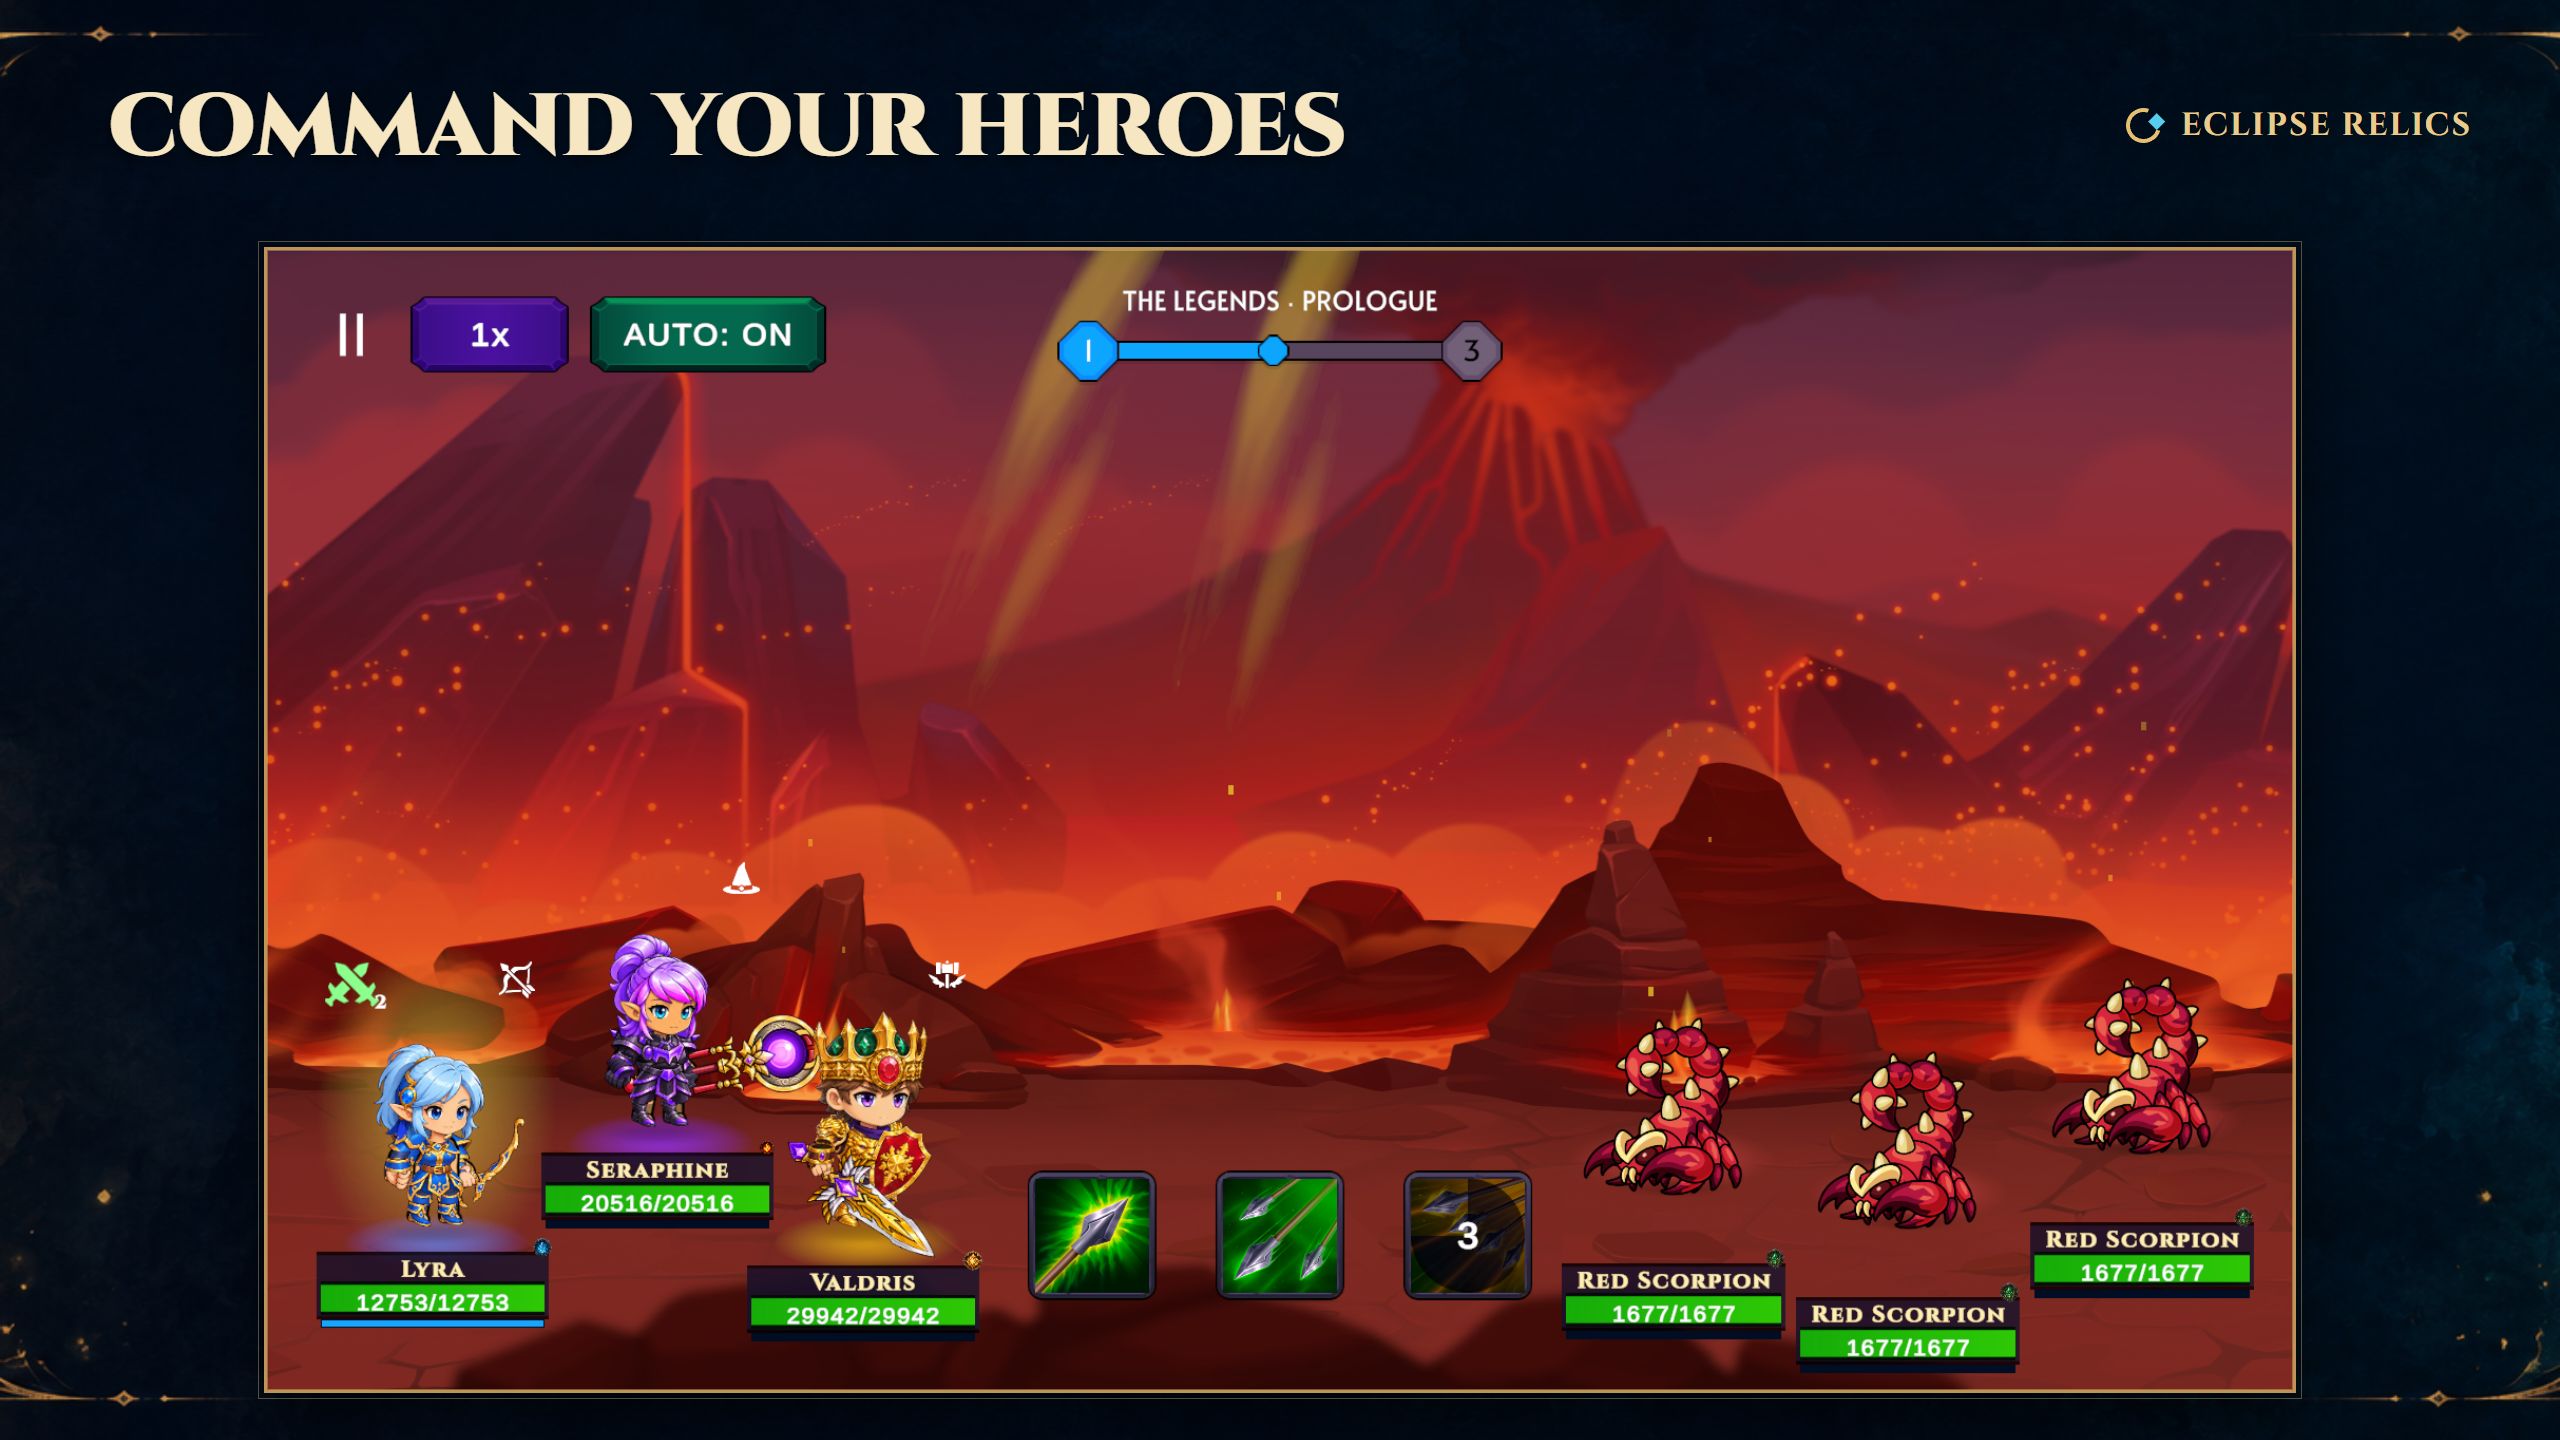 COMMAND YOUR HEROES
ECLIPSE RELICS
1x
AUTO: ON
THE LEGENDS · PROLOGUE
1
3
2
SERAPHINE
20516/20516
LYRA
12753/12753
VALDRIS
29942/29942
3
RED SCORPION
1677/1677
RED SCORPION
1677/1677
RED SCORPION
1677/1677